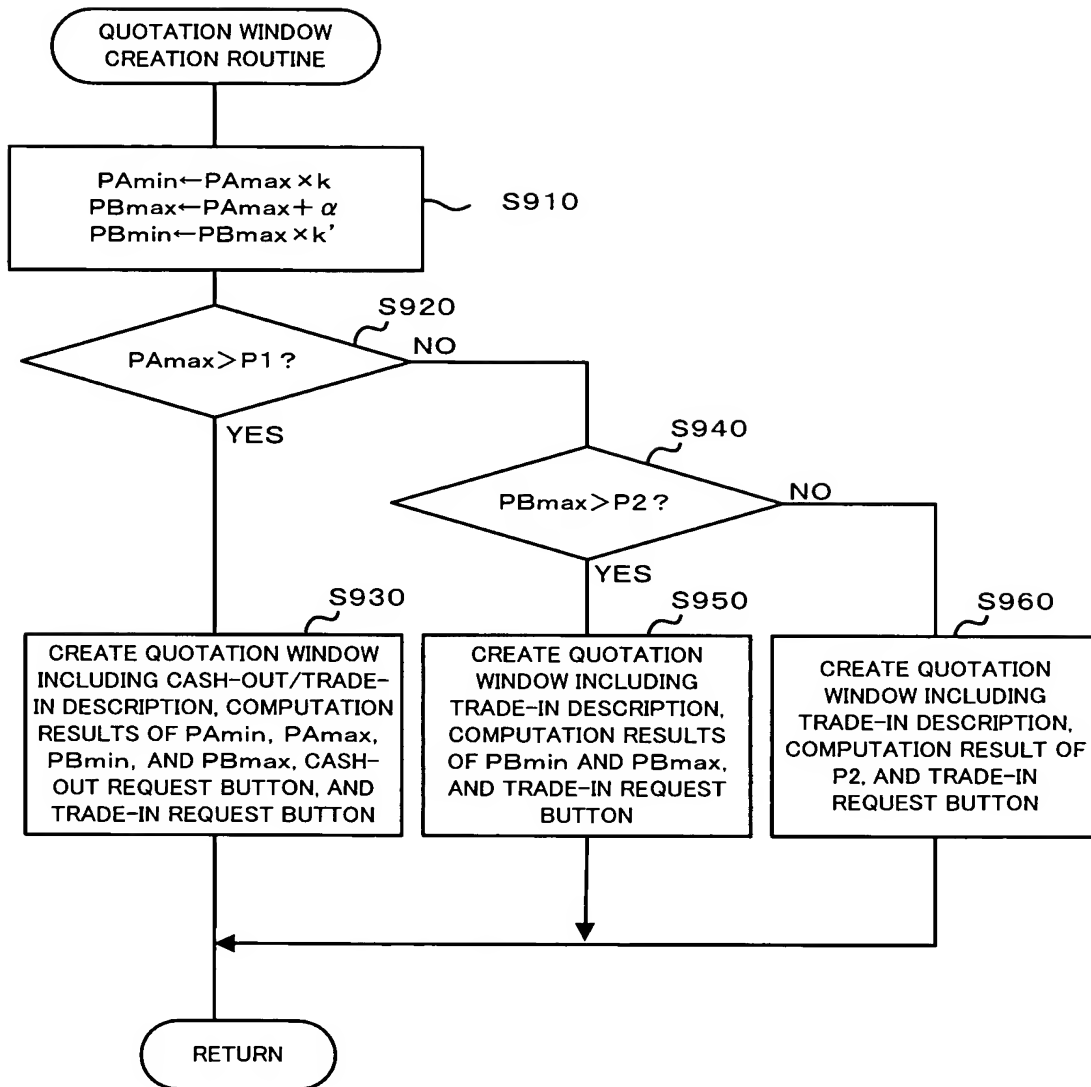 QUOTATION WINDOW
CREATION ROUTINE
PAmin←PAmax×k
PBmax←PAmax+α
PBmin←PBmax×k'
S910
S920
PAmax>P1?
NO
YES
S940
PBmax>P2?
NO
YES
S930
CREATE QUOTATION WINDOW
INCLUDING CASH-OUT/TRADE-
IN DESCRIPTION, COMPUTATION
RESULTS OF PAmin, PAmax,
PBmin, AND PBmax, CASH-
OUT REQUEST BUTTON, AND
TRADE-IN REQUEST BUTTON
S950
CREATE QUOTATION
WINDOW INCLUDING
TRADE-IN DESCRIPTION,
COMPUTATION RESULTS
OF PBmin AND PBmax,
AND TRADE-IN REQUEST
BUTTON
S960
CREATE QUOTATION
WINDOW INCLUDING
TRADE-IN DESCRIPTION,
COMPUTATION RESULT OF
P2, AND TRADE-IN
REQUEST BUTTON
RETURN